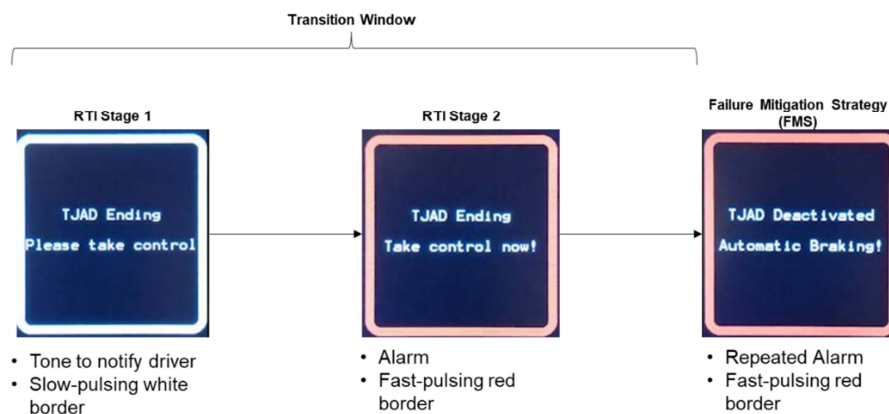 Transition Window
RTI Stage 1
TJAD Ending
Please take control
• Tone to notify driver
• Slow-pulsing white
border
RTI Stage 2
TJAD Ending
Take control now!
• Alarm
• Fast-pulsing red
border
Failure Mitigation Strategy
(FMS)
TJAD Deactivated
Automatic Braking!
• Repeated Alarm
• Fast-pulsing red
border